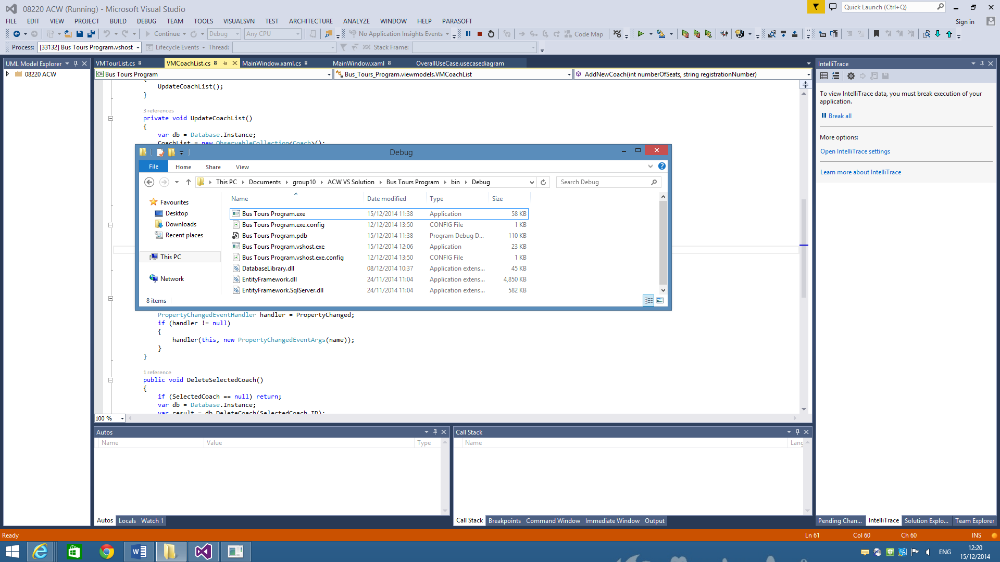 08220 ACW (Running) - Microsoft Visual Studio
Quick Launch (Ctrl+Q)
FILE EDIT VIEW PROJECT BUILD DEBUG TEAM TOOLS VISUALSVN TEST ARCHITECTURE ANALYZE WINDOW HELP PARASOFT
Sign in
Continue Debug Any CPU No Application Insights Events Code Map
Process: [33132] Bus Tours Program.vshost Lifecycle Events Thread: Stack Frame:
UML Model Explorer
08220 ACW
VMTourList.cs VMCoachList.cs MainWindow.xaml.cs MainWindow.xaml OverallUseCase.usecasediagram
Bus Tours Program Bus_Tours_Program.viewmodels.VMCoachList AddNewCoach(int numberOfSeats, string registrationNumber)
{
UpdateCoachList();
}
3 references
private void UpdateCoachList()
{
var db = Database.Instance;
CoachList = new ObservableCollection<Coach>();
Debug
File Home Share View
This PC Documents group10 ACW VS Solution Bus Tours Program bin Debug
Search Debug
Favourites
Desktop
Downloads
Recent places
This PC
Network
Name Date modified Type Size
Bus Tours Program.exe 15/12/2014 11:38 Application 58 KB
Bus Tours Program.exe.config 12/12/2014 13:50 CONFIG File 1 KB
Bus Tours Program.pdb 15/12/2014 11:38 Program Debug D... 110 KB
Bus Tours Program.vshost.exe 15/12/2014 12:06 Application 23 KB
Bus Tours Program.vshost.exe.config 12/12/2014 13:50 CONFIG File 1 KB
DatabaseLibrary.dll 08/12/2014 10:37 Application extens... 45 KB
EntityFramework.dll 24/11/2014 11:04 Application extens... 4,850 KB
EntityFramework.SqlServer.dll 24/11/2014 11:04 Application extens... 582 KB
8 items
PropertyChangedEventHandler handler = PropertyChanged;
if (handler != null)
{
handler(this, new PropertyChangedEventArgs(name));
}
}
1 reference
public void DeleteSelectedCoach()
{
if (SelectedCoach == null) return;
var db = Database.Instance;
var result = db.DeleteCoach(SelectedCoach.ID);
100 %
IntelliTrace
To view IntelliTrace data, you must break execution of your
application.
Break all
More options:
Open IntelliTrace settings
Learn more about IntelliTrace
Autos
Name Value Type
Autos Locals Watch 1
Call Stack
Name Lang
Call Stack Breakpoints Command Window Immediate Window Output
Pending Chan... IntelliTrace Solution Explo... Team Explorer
Ready
Ln 61 Col 60 Ch 60 INS
ENG
12:20
15/12/2014